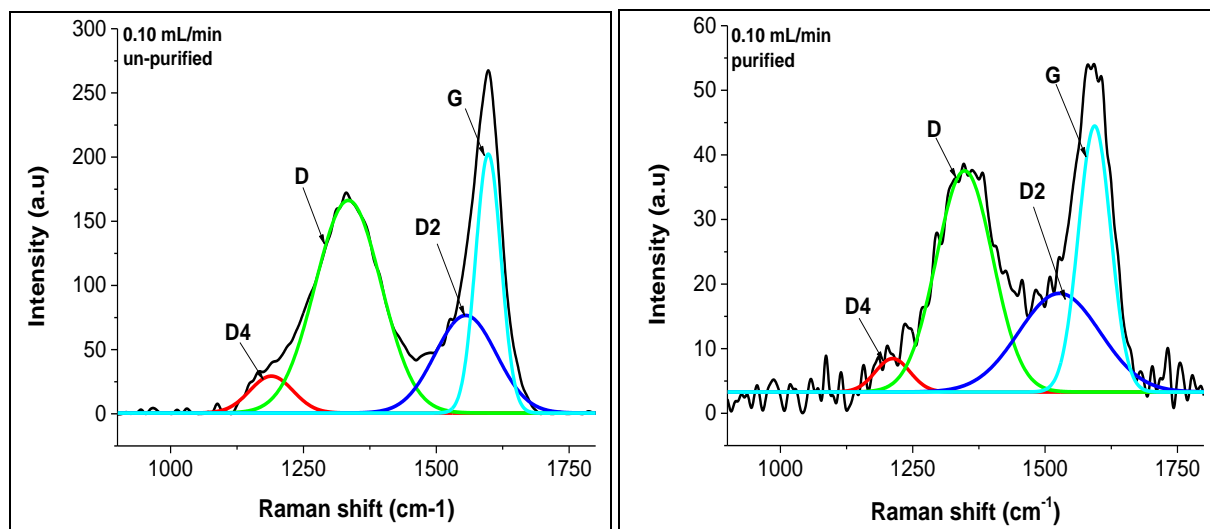 0.10 mL/min
un-purified
300
250
200
150
100
50
0
G
D
D2
D4
1000
1250
1500
1750
Intensity (a.u)
Raman shift (cm-1)
0.10 mL/min
purified
60
50
40
30
20
10
0
G
D
D2
D4
1000
1250
1500
1750
Intensity (a.u)
Raman shift (cm⁻¹)